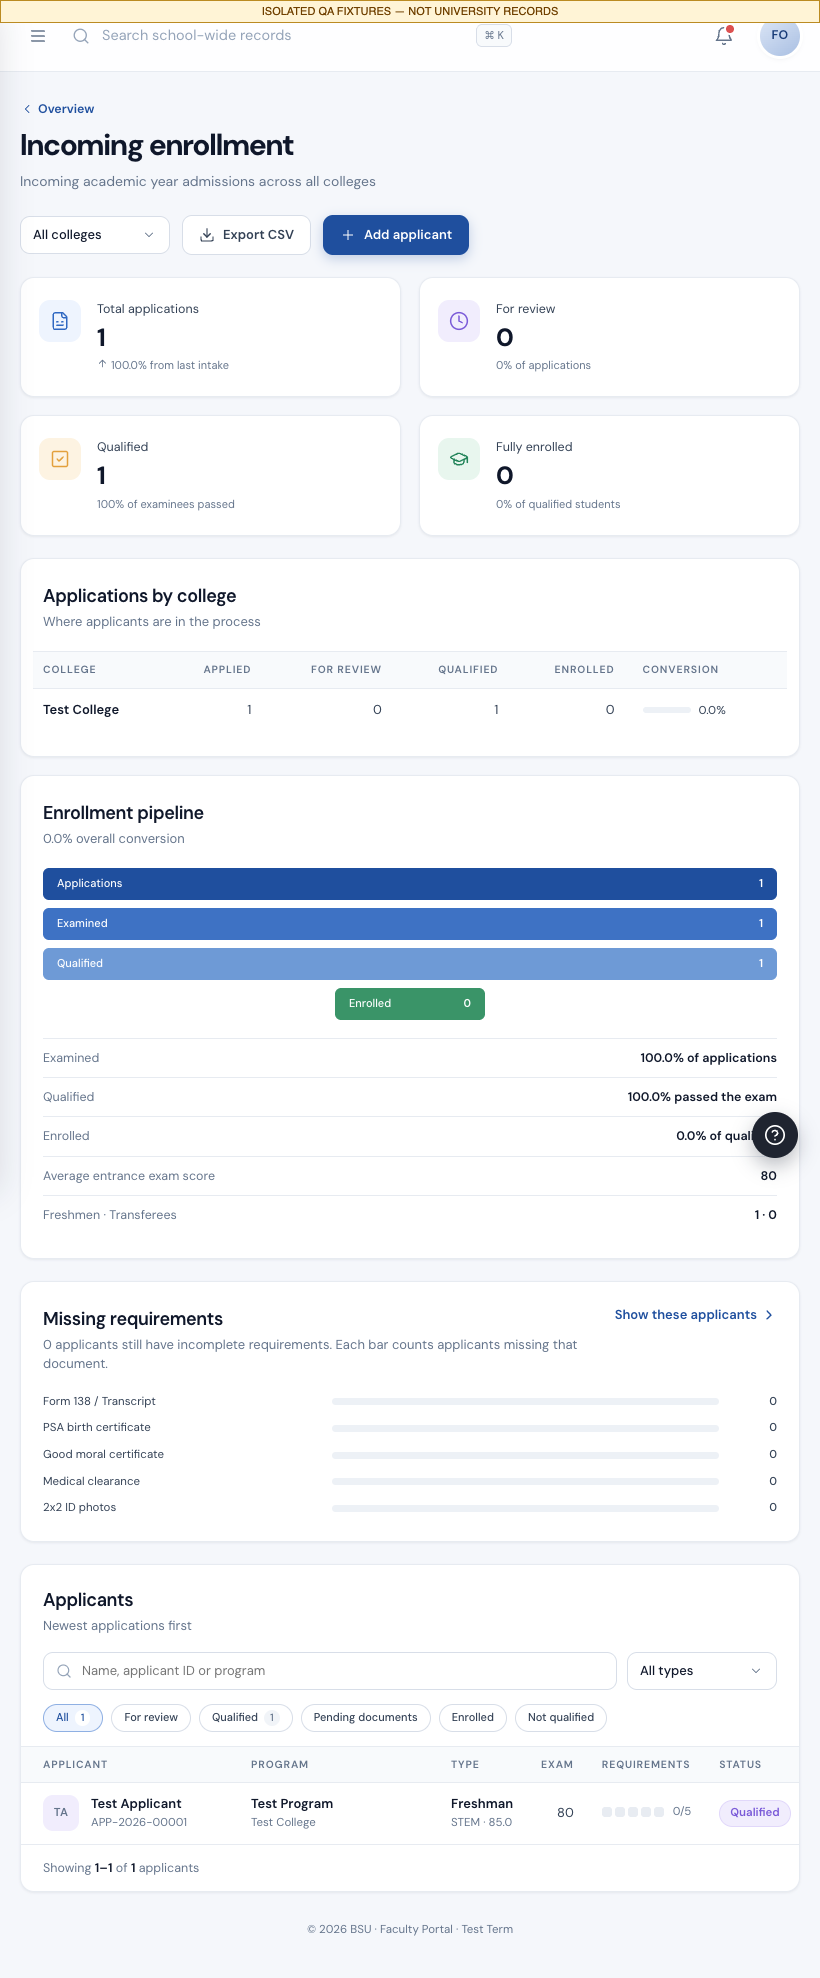 ISOLATED QA FIXTURES — NOT UNIVERSITY RECORDS
Search school-wide records
⌘ K
FO
Overview
Incoming enrollment
Incoming academic year admissions across all colleges
All colleges
Export CSV
Add applicant
Total applications
1
↑ 100.0% from last intake
For review
0
0% of applications
Qualified
1
100% of examinees passed
Fully enrolled
0
0% of qualified students
Applications by college
Where applicants are in the process
COLLEGE APPLIED FOR REVIEW QUALIFIED ENROLLED CONVERSION
Test College 1 0 1 0 0.0%
Enrollment pipeline
0.0% overall conversion
Applications 1
Examined 1
Qualified 1
Enrolled 0
Examined 100.0% of applications
Qualified 100.0% passed the exam
Enrolled 0.0% of
Average entrance exam score 80
Freshmen · Transferees 1 · 0
Missing requirements
Show these applicants
0 applicants still have incomplete requirements. Each bar counts applicants missing that
document.
Form 138 / Transcript 0
PSA birth certificate 0
Good moral certificate 0
Medical clearance 0
2x2 ID photos 0
Applicants
Newest applications first
Name, applicant ID or program
All types
All 1 For review Qualified 1 Pending documents Enrolled Not qualified
APPLICANT PROGRAM TYPE EXAM REQUIREMENTS STATUS
TA Test Applicant Test Program Freshman 80 0/5 Qualified
APP-2026-00001 Test College STEM · 85.0
Showing 1–1 of 1 applicants
© 2026 BSU · Faculty Portal · Test Term